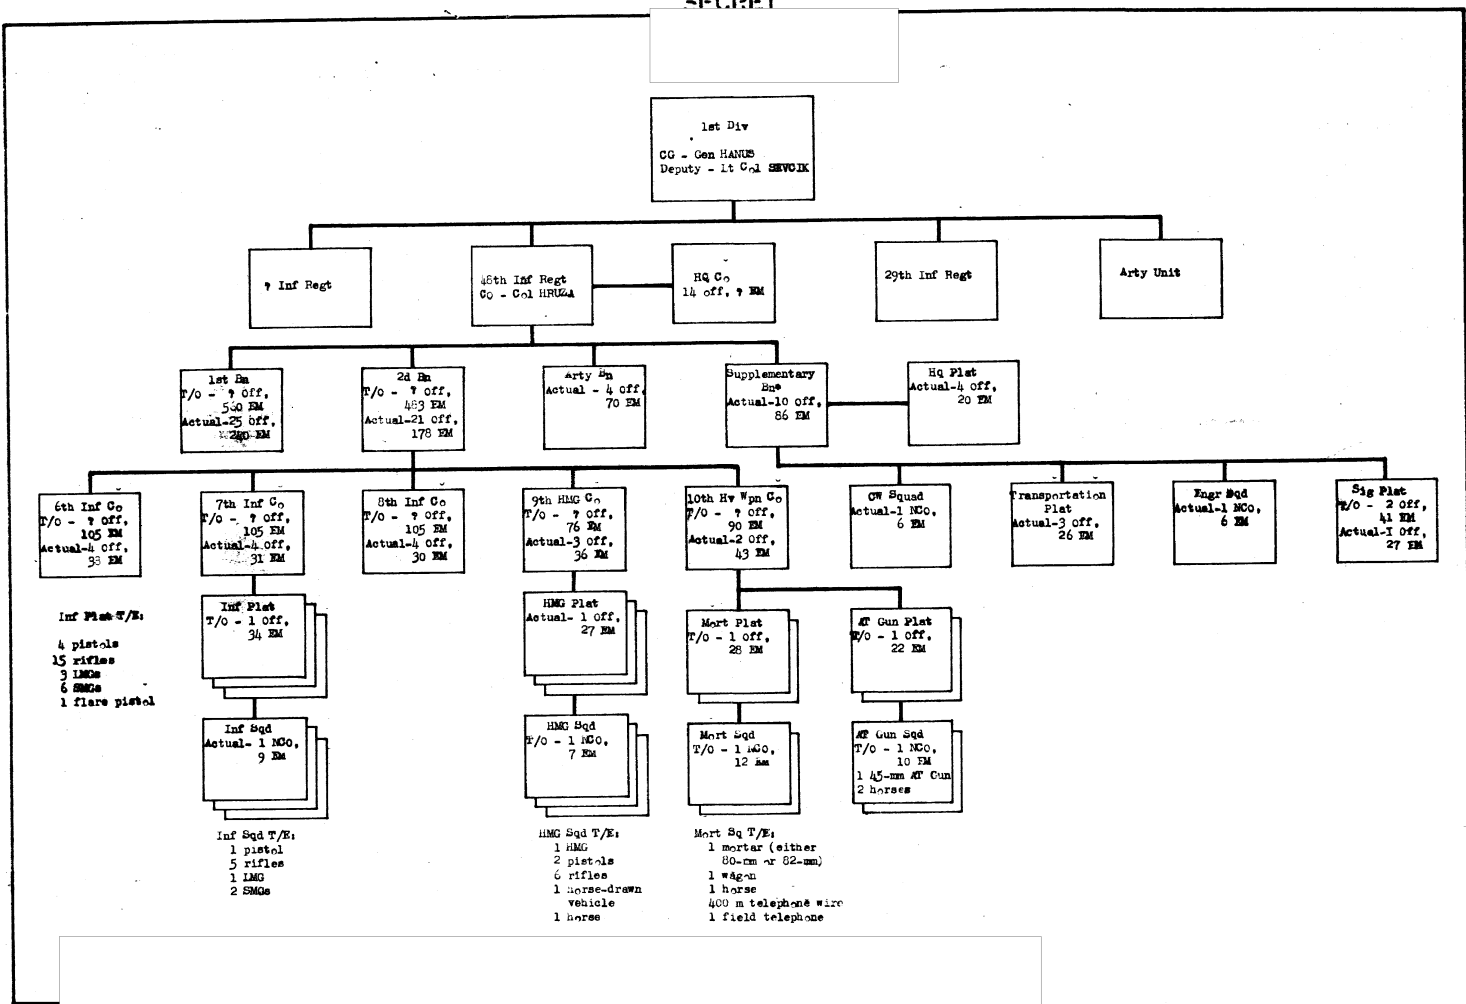 SECRET
1st Div
CG - Gen HANUS
Deputy - Lt Col SEVCIK
? Inf Regt
48th Inf Regt
CO - Col HRUZA
HQ Co
14 off, ? EM
29th Inf Regt
Arty Unit
1st Bn
T/O - ? Off,
560 EM
Actual-25 off,
240 EM
2d Bn
T/O - ? Off,
483 EM
Actual-21 off,
178 EM
Arty Bn
Actual - 4 off,
70 EM
Supplementary
Bn*
Actual-10 off,
86 EM
Hq Plat
Actual-4 off,
20 EM
6th Inf Co
T/O - ? off,
105 EM
Actual-4 off,
33 EM
7th Inf Co
T/O - ? off,
105 EM
Actual-4 off,
31 EM
8th Inf Co
T/O - ? off,
105 EM
Actual-4 off,
30 EM
9th HMG Co
T/O - ? off,
76 EM
Actual-3 off,
36 EM
10th Hv Wpn Co
T/O - ? off,
90 EM
Actual-2 off,
43 EM
CW Squad
Actual-1 NCO,
6 EM
Transportation
Plat
Actual-3 off,
26 EM
Engr Sqd
Actual-1 NCO,
6 EM
Sig Plat
T/O - 2 Off,
41 EM
Actual-1 Off,
27 EM
Inf Plat T/E:
4 pistols
15 rifles
3 LMGs
6 SMGs
1 flare pistol
Inf Plat
T/O - 1 Off,
34 EM
HMG Plat
Actual- 1 Off,
27 EM
Mort Plat
T/O - 1 Off,
28 EM
AT Gun Plat
T/O - 1 Off,
22 EM
Inf Sqd
Actual- 1 NCO,
9 EM
HMG Sqd
T/O - 1 NCO,
7 EM
Mort Sqd
T/O - 1 NCO,
12 EM
AT Gun Sqd
T/O - 1 NCO,
10 EM
1 45-mm AT Gun
2 horses
Inf Sqd T/E:
1 pistol
5 rifles
1 LMG
2 SMGs
HMG Sqd T/E:
1 HMG
2 pistols
6 rifles
1 horse-drawn
vehicle
1 horse
Mort Sq T/E:
1 mortar (either
80-mm or 82-mm)
1 wagon
1 horse
400 m telephone wire
1 field telephone